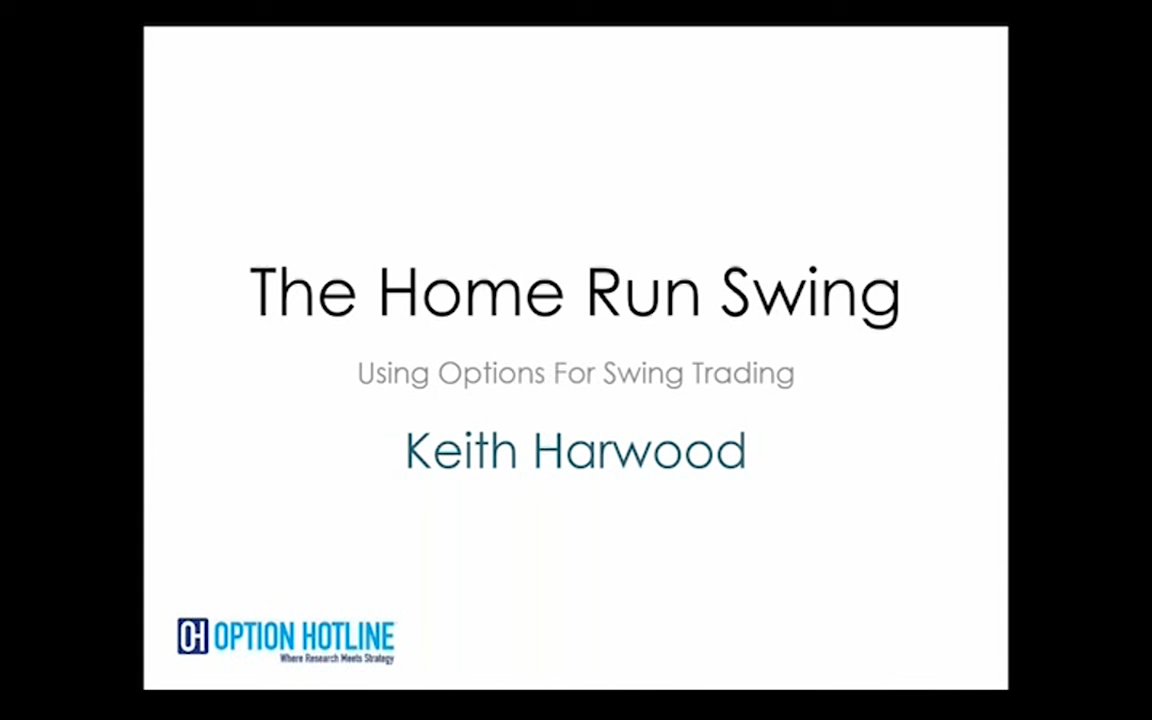 The Home Run Swing
Using Options For Swing Trading
Keith Harwood
OH OPTION HOTLINE
Where Research Meets Strategy